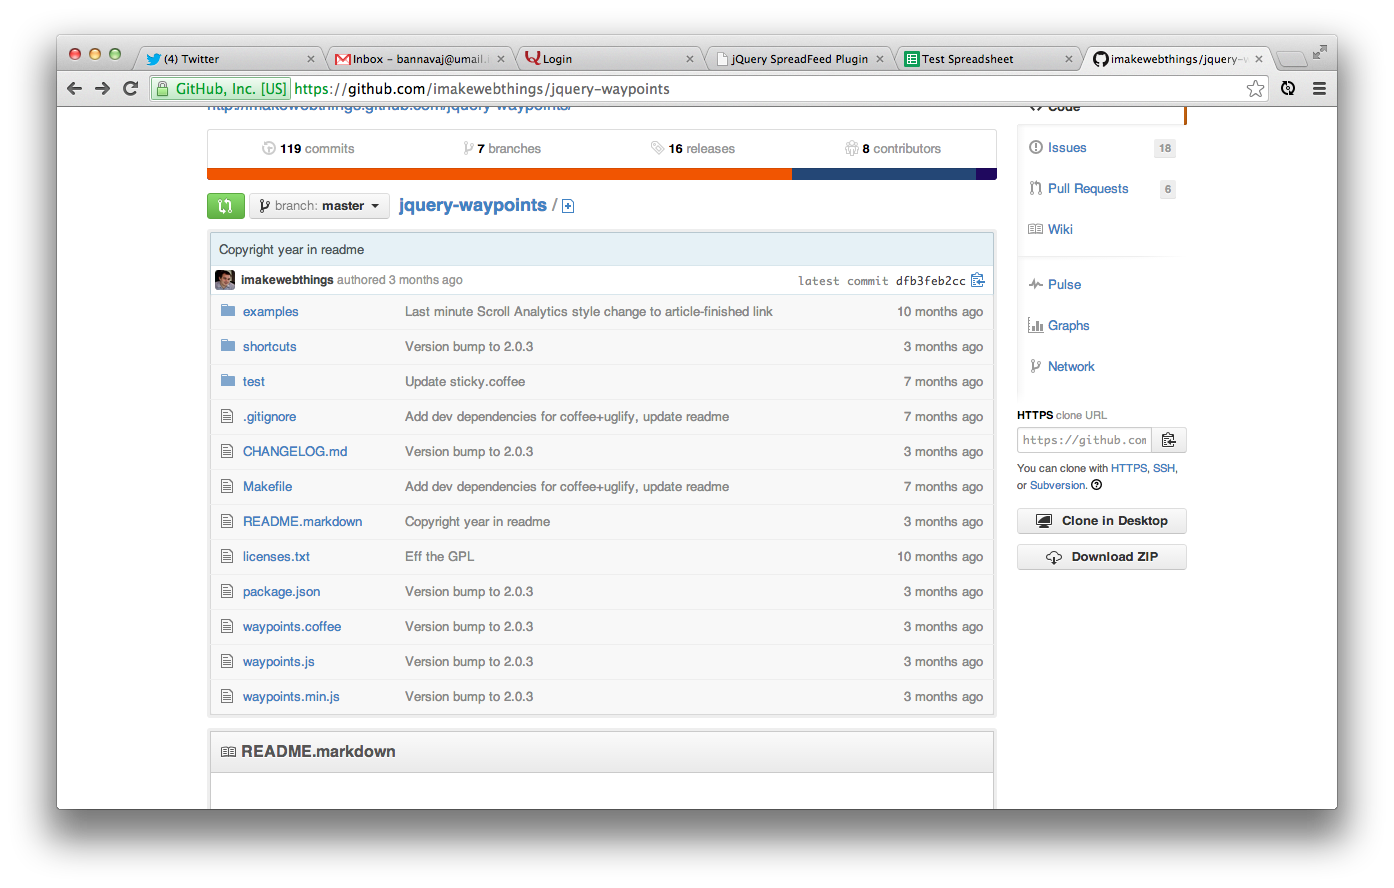 (4) Twitter
Inbox – bannavaj@umail.i
Login
jQuery SpreadFeed Plugin
Test Spreadsheet
imakewebthings/jquery-w
GitHub, Inc. [US] https://github.com/imakewebthings/jquery-waypoints
http://imakewebthings.github.com/jquery-waypoints/
Code
119 commits
7 branches
16 releases
8 contributors
Issues 18
Pull Requests 6
Wiki
Pulse
Graphs
Network
branch: master
jquery-waypoints /
Copyright year in readme
imakewebthings authored 3 months ago
latest commit dfb3feb2cc
examples Last minute Scroll Analytics style change to article-finished link 10 months ago
shortcuts Version bump to 2.0.3 3 months ago
test Update sticky.coffee 7 months ago
.gitignore Add dev dependencies for coffee+uglify, update readme 7 months ago
CHANGELOG.md Version bump to 2.0.3 3 months ago
Makefile Add dev dependencies for coffee+uglify, update readme 7 months ago
README.markdown Copyright year in readme 3 months ago
licenses.txt Eff the GPL 10 months ago
package.json Version bump to 2.0.3 3 months ago
waypoints.coffee Version bump to 2.0.3 3 months ago
waypoints.js Version bump to 2.0.3 3 months ago
waypoints.min.js Version bump to 2.0.3 3 months ago
HTTPS clone URL
https://github.com
You can clone with HTTPS, SSH,
or Subversion.
Clone in Desktop
Download ZIP
README.markdown